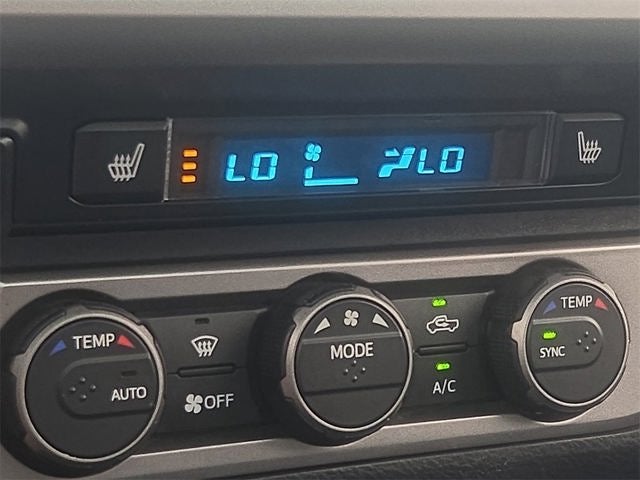 LO LO
TEMP
AUTO
OFF
MODE
A/C
TEMP
SYNC